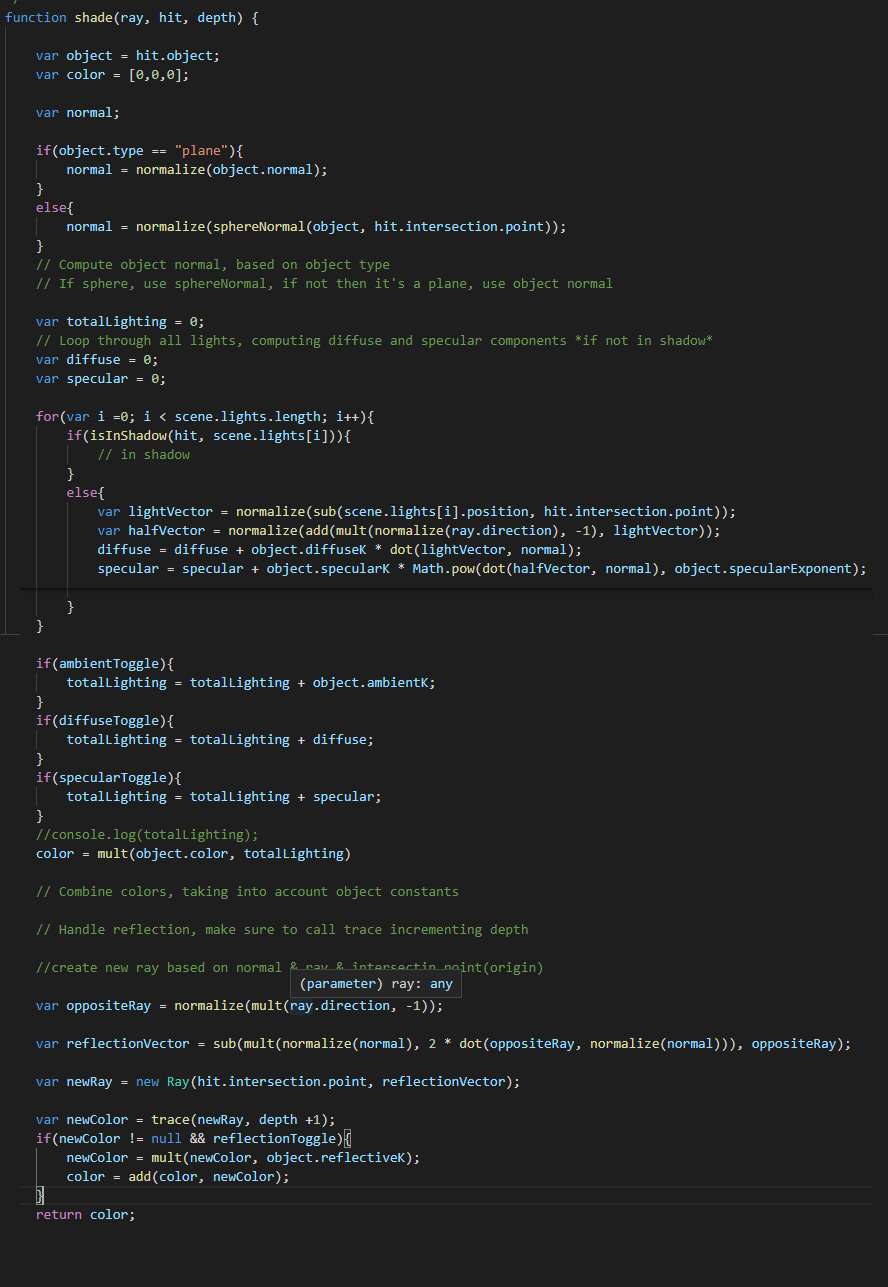 function shade(ray, hit, depth) {
var object = hit.object;
var color = [0,0,0];
var normal;
if(object.type == "plane"){
normal = normalize(object.normal);
}
else{
normal = normalize(sphereNormal(object, hit.intersection.point));
}
// Compute object normal, based on object type
// If sphere, use sphereNormal, if not then it's a plane, use object normal
var totalLighting = 0;
// Loop through all lights, computing diffuse and specular components *if not in shadow*
var diffuse = 0;
var specular = 0;
for(var i =0; i < scene.lights.length; i++){
if(isInShadow(hit, scene.lights[i])){
// in shadow
}
else{
var lightVector = normalize(sub(scene.lights[i].position, hit.intersection.point));
var halfVector = normalize(add(mult(normalize(ray.direction), -1), lightVector));
diffuse = diffuse + object.diffuseK * dot(lightVector, normal);
specular = specular + object.specularK * Math.pow(dot(halfVector, normal), object.specularExponent);
}
}
if(ambientToggle){
totalLighting = totalLighting + object.ambientK;
}
if(diffuseToggle){
totalLighting = totalLighting + diffuse;
}
if(specularToggle){
totalLighting = totalLighting + specular;
}
//console.log(totalLighting);
color = mult(object.color, totalLighting)
// Combine colors, taking into account object constants
// Handle reflection, make sure to call trace incrementing depth
//create new ray based on normal & ray & intersectin point(origin)
(parameter) ray: any
var oppositeRay = normalize(mult(ray.direction, -1));
var reflectionVector = sub(mult(normalize(normal), 2 * dot(oppositeRay, normalize(normal))), oppositeRay);
var newRay = new Ray(hit.intersection.point, reflectionVector);
var newColor = trace(newRay, depth +1);
if(newColor != null && reflectionToggle){
newColor = mult(newColor, object.reflectiveK);
color = add(color, newColor);
}
return color;